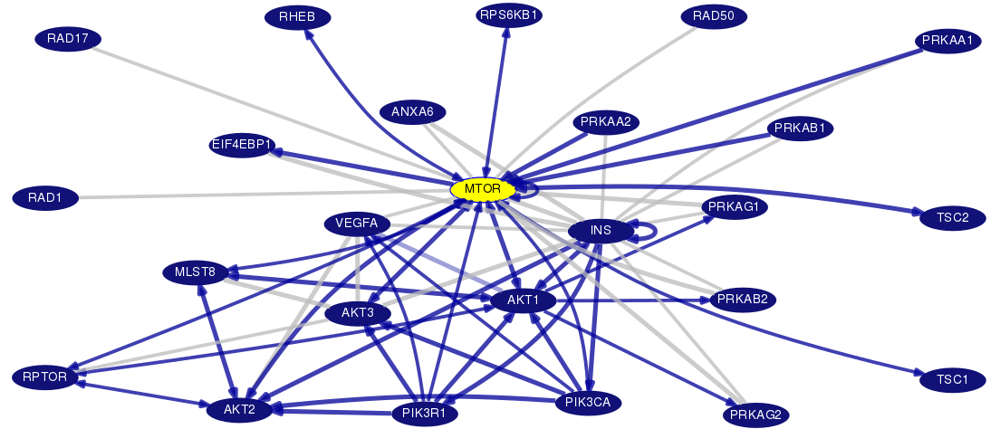 RHEB
RPS6KB1
RAD50
RAD17
PRKAA1
ANXA6
PRKAA2
PRKAB1
EIF4EBP1
MTOR
RAD1
PRKAG1
TSC2
VEGFA
INS
MLST8
AKT1
PRKAB2
AKT3
RPTOR
TSC1
AKT2
PIK3R1
PIK3CA
PRKAG2